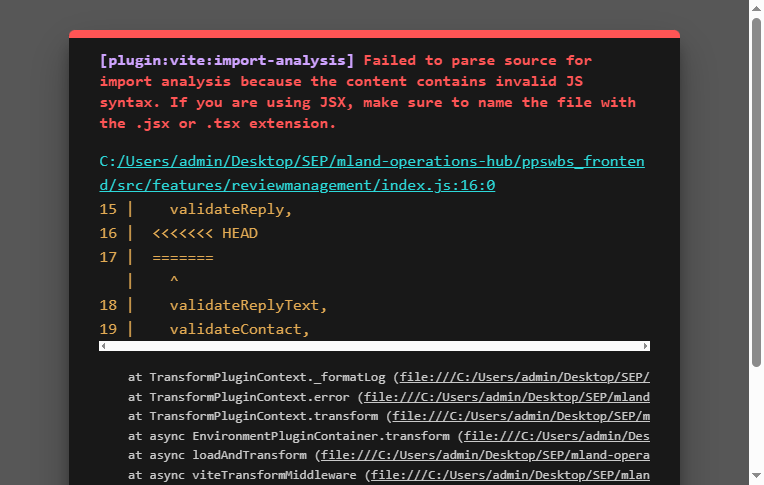 [plugin:vite:import-analysis] Failed to parse source for
import analysis because the content contains invalid JS
syntax. If you are using JSX, make sure to name the file with
the .jsx or .tsx extension.
C:/Users/admin/Desktop/SEP/mland-operations-hub/ppswbs_fronten
d/src/features/reviewmanagement/index.js:16:0
15 |    validateReply,
16 |  <<<<<<< HEAD
17 |  =======
   |    ^
18 |    validateReplyText,
19 |    validateContact,
at TransformPluginContext._formatLog (file:///C:/Users/admin/Desktop/SEP/
at TransformPluginContext.error (file:///C:/Users/admin/Desktop/SEP/mland
at TransformPluginContext.transform (file:///C:/Users/admin/Desktop/SEP/m
at async EnvironmentPluginContainer.transform (file:///C:/Users/admin/Des
at async loadAndTransform (file:///C:/Users/admin/Desktop/SEP/mland-opera
at async viteTransformMiddleware (file:///C:/Users/admin/Desktop/SEP/mlan